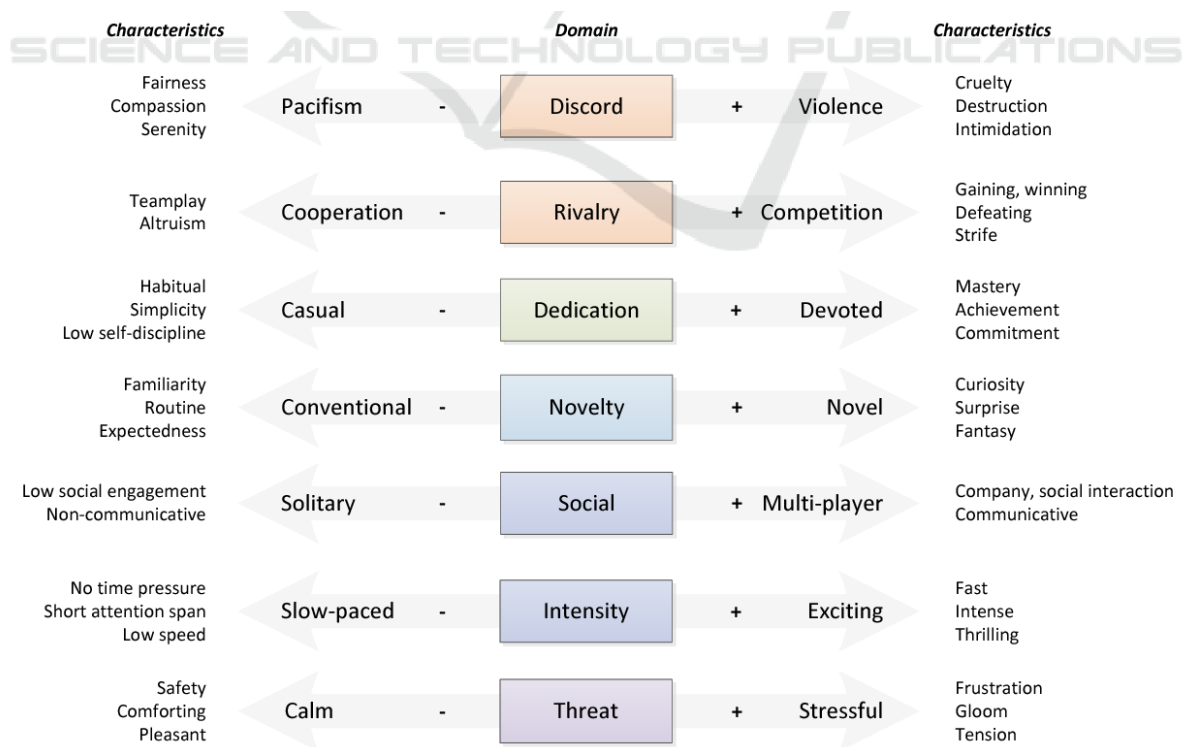 Characteristics Domain Characteristics
SCIENCE AND TECHNOLOGY PUBLICATIONS
Fairness
Compassion
Serenity
Pacifism - Discord + Violence
Cruelty
Destruction
Intimidation
Teamplay
Altruism
Cooperation - Rivalry + Competition
Gaining, winning
Defeating
Strife
Habitual
Simplicity
Low self-discipline
Casual - Dedication + Devoted
Mastery
Achievement
Commitment
Familiarity
Routine
Expectedness
Conventional - Novelty + Novel
Curiosity
Surprise
Fantasy
Low social engagement
Non-communicative
Solitary - Social + Multi-player
Company, social interaction
Communicative
No time pressure
Short attention span
Low speed
Slow-paced - Intensity + Exciting
Fast
Intense
Thrilling
Safety
Comforting
Pleasant
Calm - Threat + Stressful
Frustration
Gloom
Tension